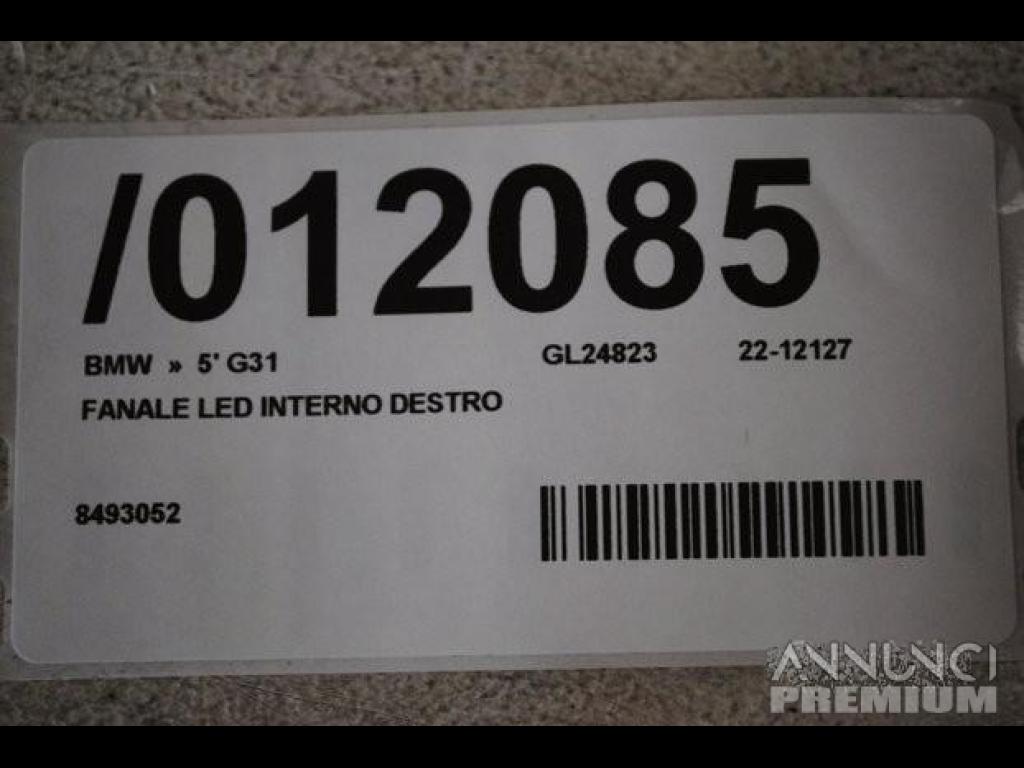 /012085
BMW » 5' G31 GL24823 22-12127
FANALE LED INTERNO DESTRO
8493052
ANNUNCI
PREMIUM